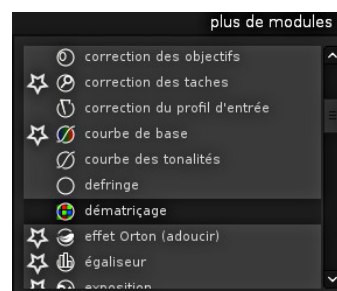 plus de modules
correction des objectifs
correction des taches
correction du profil d'entrée
courbe de base
courbe des tonalités
defringe
dématriçage
effet Orton (adoucir)
égaliseur
exposition